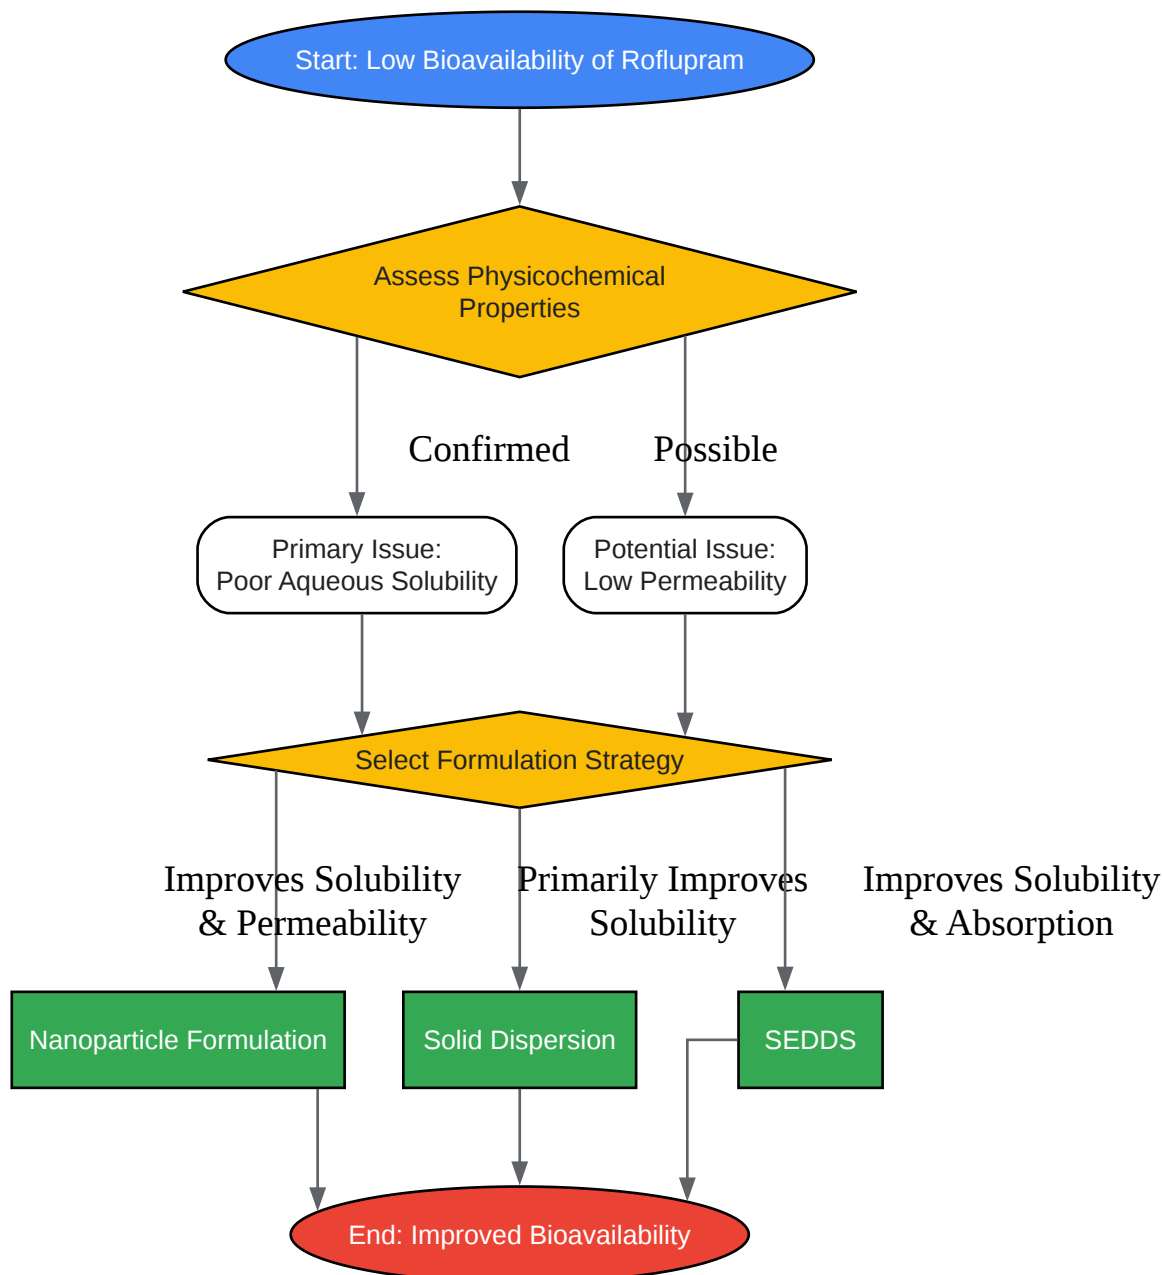 Start: Low Bioavailability of Roflupram
Assess Physicochemical
Properties
Confirmed
Possible
Primary Issue:
Poor Aqueous Solubility
Potential Issue:
Low Permeability
Select Formulation Strategy
Improves Solubility
& Permeability
Primarily Improves
Solubility
Improves Solubility
& Absorption
Nanoparticle Formulation
Solid Dispersion
SEDDS
End: Improved Bioavailability